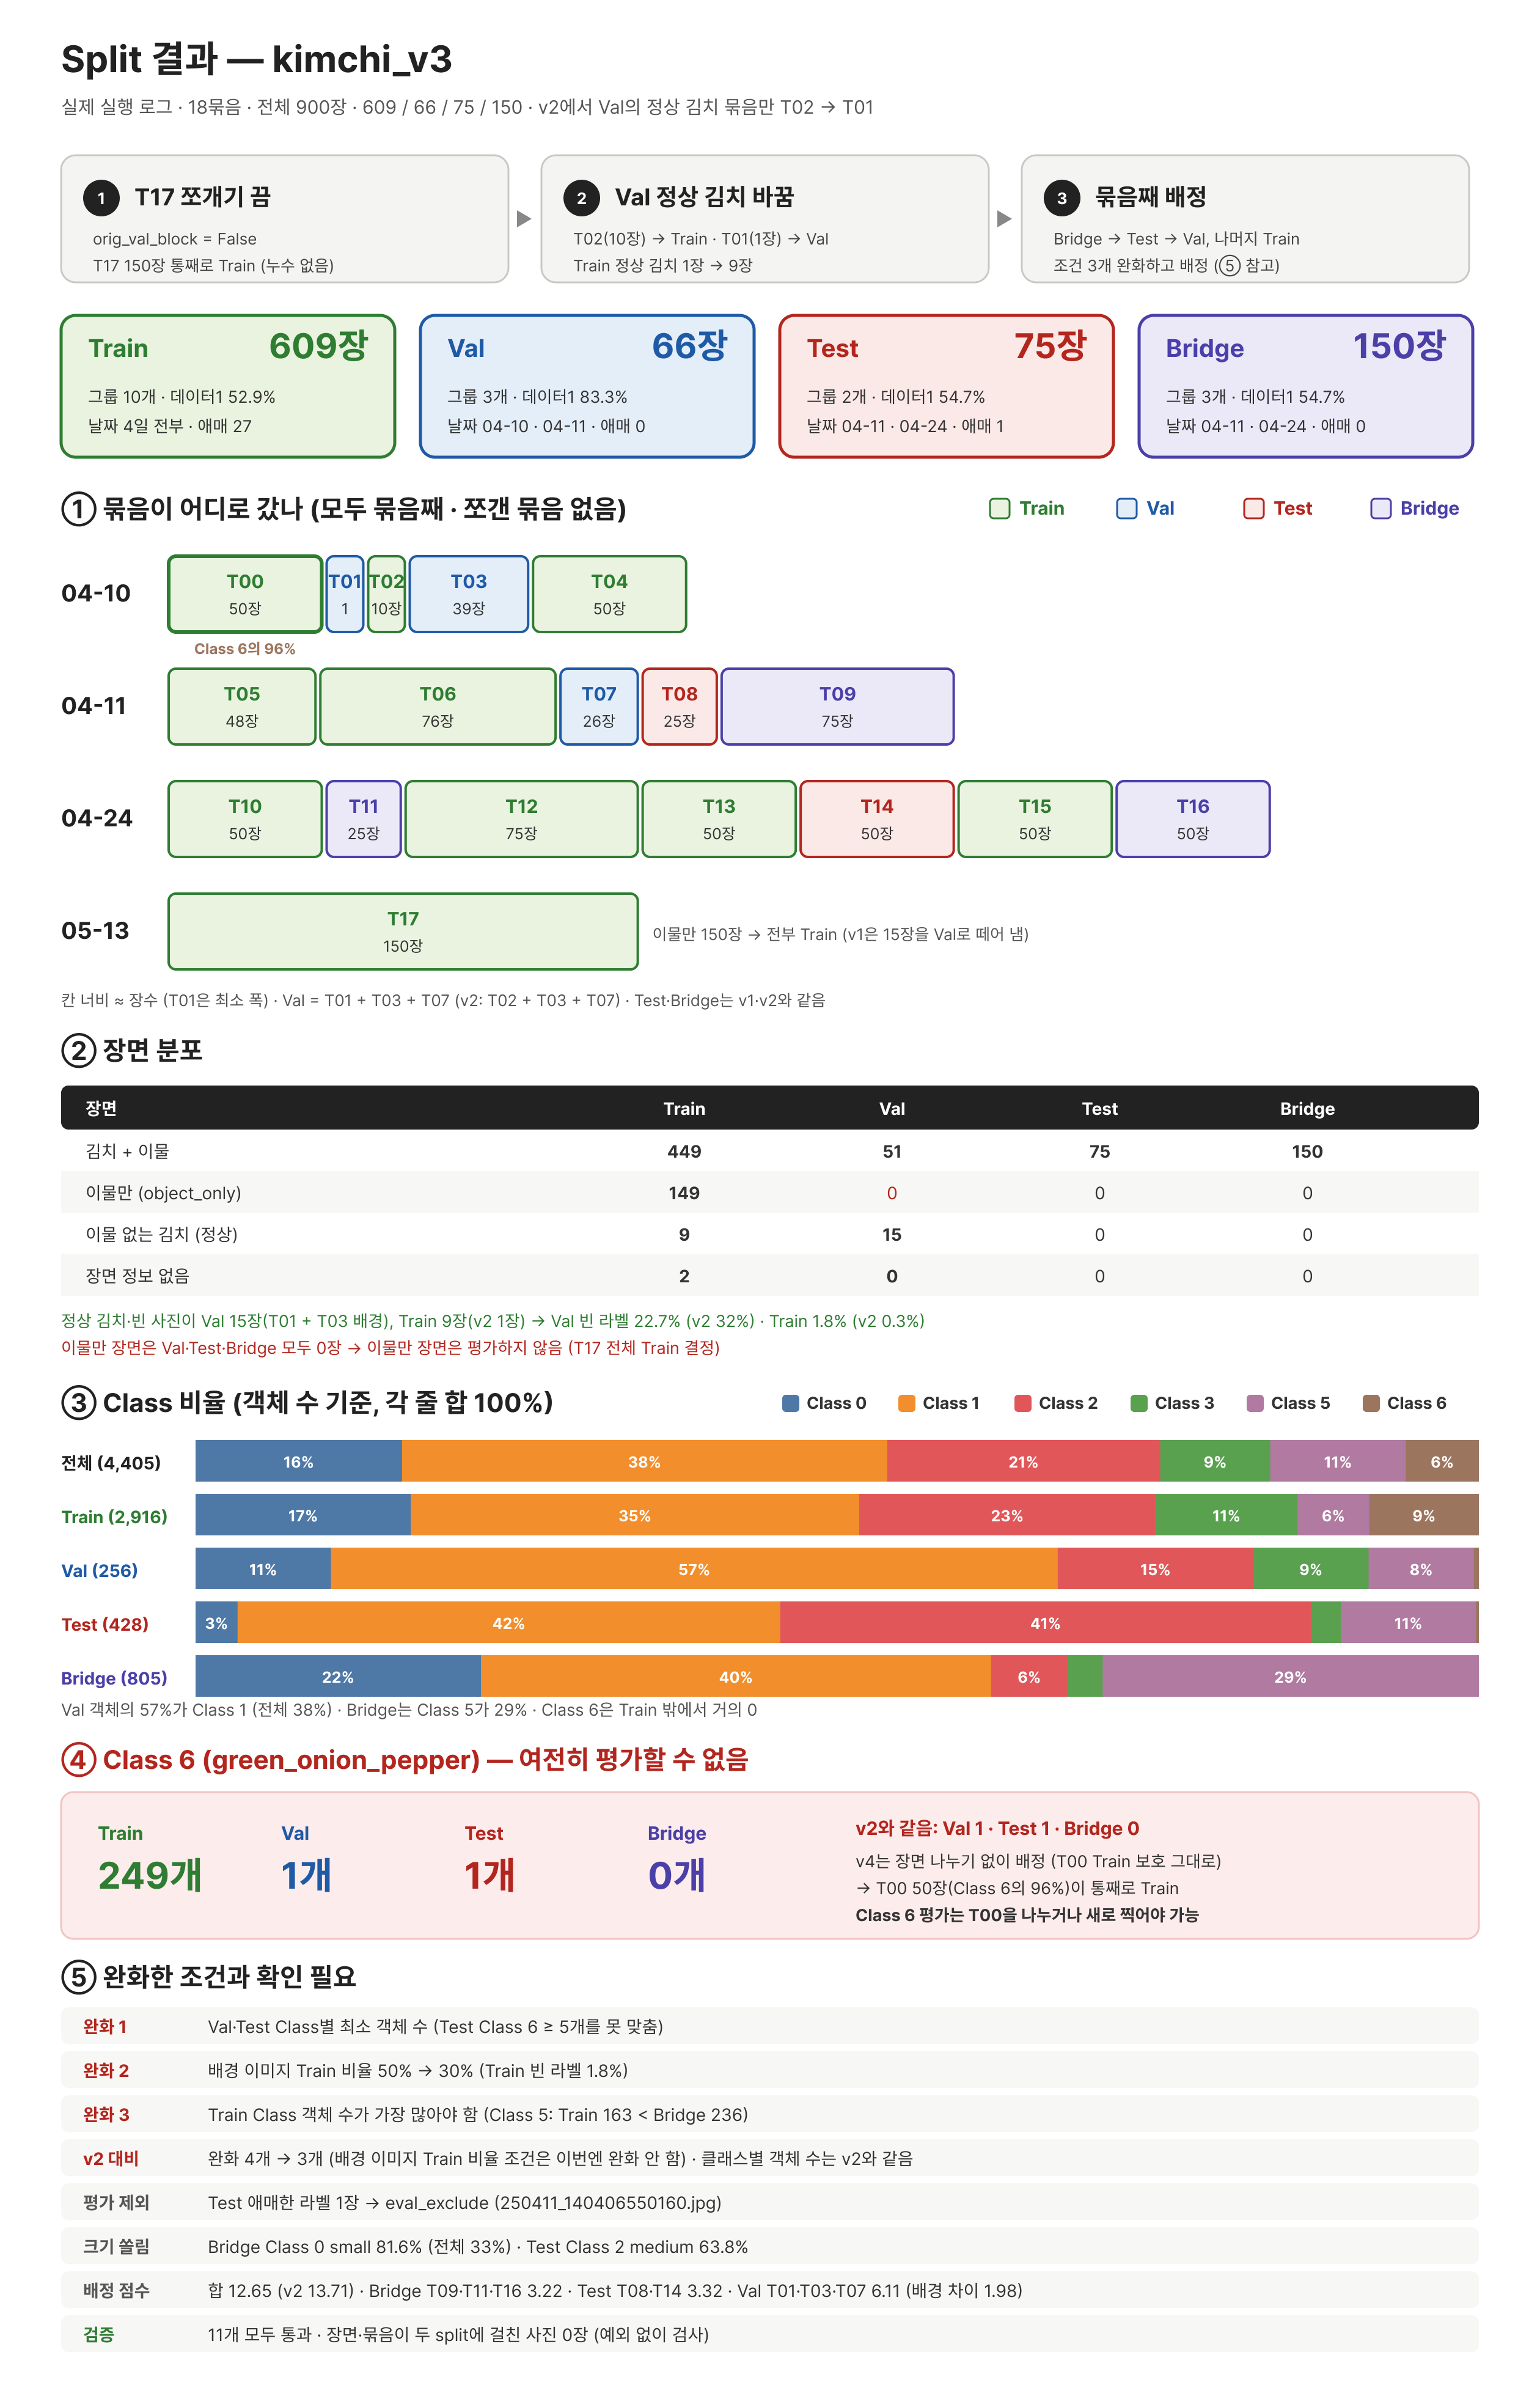 Split 결과 — kimchi_v3
실제 실행 로그 · 18묶음 · 전체 900장 · 609 / 66 / 75 / 150 · v2에서 Val의 정상 김치 묶음만 T02 → T01
1 T17 쪼개기 끔
orig_val_block = False
T17 150장 통째로 Train (누수 없음)
▶
2 Val 정상 김치 바꿈
T02(10장) → Train · T01(1장) → Val
Train 정상 김치 1장 → 9장
▶
3 묶음째 배정
Bridge → Test → Val, 나머지 Train
조건 3개 완화하고 배정 (⑤ 참고)
Train 609장
그룹 10개 · 데이터1 52.9%
날짜 4일 전부 · 애매 27
Val 66장
그룹 3개 · 데이터1 83.3%
날짜 04-10 · 04-11 · 애매 0
Test 75장
그룹 2개 · 데이터1 54.7%
날짜 04-11 · 04-24 · 애매 1
Bridge 150장
그룹 3개 · 데이터1 54.7%
날짜 04-11 · 04-24 · 애매 0
① 묶음이 어디로 갔나 (모두 묶음째 · 쪼갠 묶음 없음)
Train Val Test Bridge
04-10
T00 T01 T02 T03 T04
50장 1 10장 39장 50장
Class 6의 96%
04-11
T05 T06 T07 T08 T09
48장 76장 26장 25장 75장
04-24
T10 T11 T12 T13 T14 T15 T16
50장 25장 75장 50장 50장 50장 50장
05-13
T17
150장
이물만 150장 → 전부 Train (v1은 15장을 Val로 떼어 냄)
칸 너비 ≈ 장수 (T01은 최소 폭) · Val = T01 + T03 + T07 (v2: T02 + T03 + T07) · Test·Bridge는 v1·v2와 같음
② 장면 분포
장면 Train Val Test Bridge
김치 + 이물 449 51 75 150
이물만 (object_only) 149 0 0 0
이물 없는 김치 (정상) 9 15 0 0
장면 정보 없음 2 0 0 0
정상 김치·빈 사진이 Val 15장(T01 + T03 배경), Train 9장(v2 1장) → Val 빈 라벨 22.7% (v2 32%) · Train 1.8% (v2 0.3%)
이물만 장면은 Val·Test·Bridge 모두 0장 → 이물만 장면은 평가하지 않음 (T17 전체 Train 결정)
③ Class 비율 (객체 수 기준, 각 줄 합 100%)
Class 0 Class 1 Class 2 Class 3 Class 5 Class 6
전체 (4,405) 16% 38% 21% 9% 11% 6%
Train (2,916) 17% 35% 23% 11% 6% 9%
Val (256) 11% 57% 15% 9% 8%
Test (428) 3% 42% 41% 11%
Bridge (805) 22% 40% 6% 29%
Val 객체의 57%가 Class 1 (전체 38%) · Bridge는 Class 5가 29% · Class 6은 Train 밖에서 거의 0
④ Class 6 (green_onion_pepper) — 여전히 평가할 수 없음
Train Val Test Bridge
249개 1개 1개 0개
v2와 같음: Val 1 · Test 1 · Bridge 0
v4는 장면 나누기 없이 배정 (T00 Train 보호 그대로)
→ T00 50장(Class 6의 96%)이 통째로 Train
Class 6 평가는 T00을 나누거나 새로 찍어야 가능
⑤ 완화한 조건과 확인 필요
완화 1 Val·Test Class별 최소 객체 수 (Test Class 6 ≥ 5개를 못 맞춤)
완화 2 배경 이미지 Train 비율 50% → 30% (Train 빈 라벨 1.8%)
완화 3 Train Class 객체 수가 가장 많아야 함 (Class 5: Train 163 < Bridge 236)
v2 대비 완화 4개 → 3개 (배경 이미지 Train 비율 조건은 이번엔 완화 안 함) · 클래스별 객체 수는 v2와 같음
평가 제외 Test 애매한 라벨 1장 → eval_exclude (250411_140406550160.jpg)
크기 쏠림 Bridge Class 0 small 81.6% (전체 33%) · Test Class 2 medium 63.8%
배정 점수 합 12.65 (v2 13.71) · Bridge T09·T11·T16 3.22 · Test T08·T14 3.32 · Val T01·T03·T07 6.11 (배경 차이 1.98)
검증 11개 모두 통과 · 장면·묶음이 두 split에 걸친 사진 0장 (예외 없이 검사)